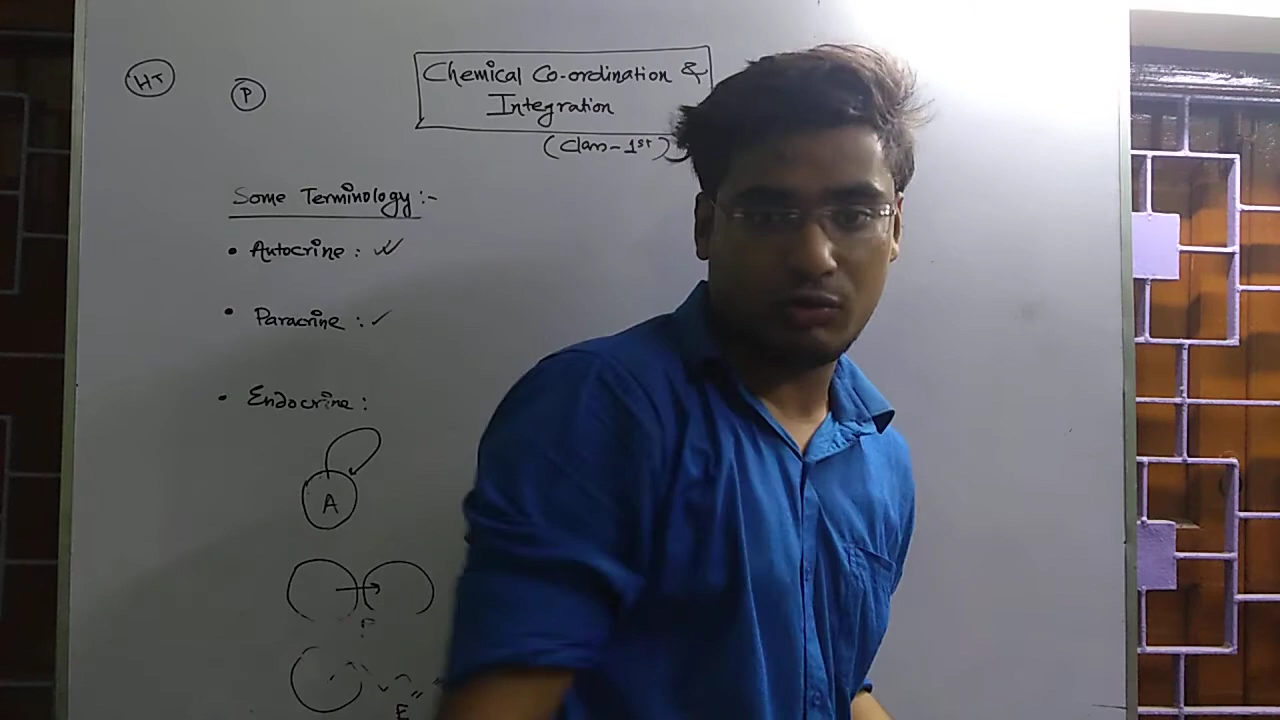 HT
P
Chemical Co-ordination &
Integration
(Class-1st)
Some Terminology :-
• Autocrine :
• Paracrine :
• Endocrine :
A
E